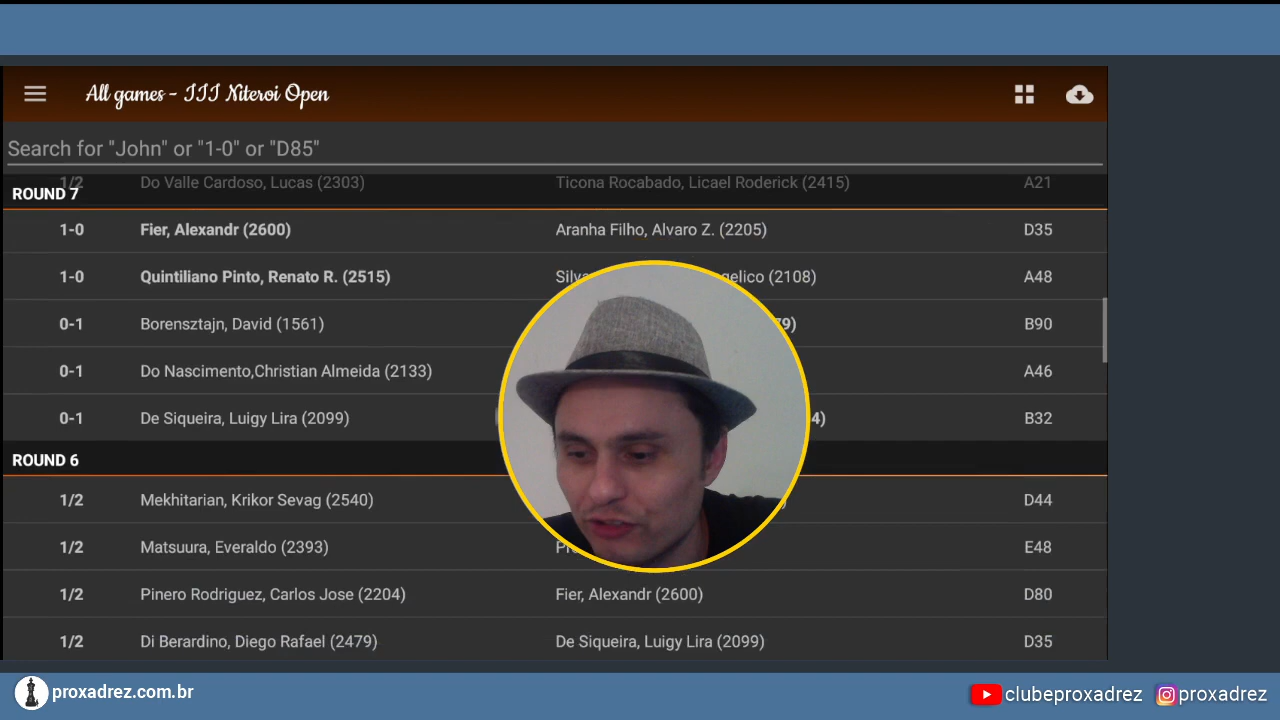 All games - III Niteroi Open
Search for "John" or "1-0" or "D85"
1/2 Do Valle Cardoso, Lucas (2303) Ticona Rocabado, Licael Roderick (2415) A21
ROUND 7
1-0 Fier, Alexandr (2600) Aranha Filho, Alvaro Z. (2205) D35
1-0 Quintiliano Pinto, Renato R. (2515) (2108) A48
0-1 Borensztajn, David (1561) B90
0-1 Do Nascimento,Christian Almeida (2133) A46
0-1 De Siqueira, Luigy Lira (2099) B32
ROUND 6
1/2 Mekhitarian, Krikor Sevag (2540) D44
1/2 Matsuura, Everaldo (2393) E48
1/2 Pinero Rodriguez, Carlos Jose (2204) Fier, Alexandr (2600) D80
1/2 Di Berardino, Diego Rafael (2479) De Siqueira, Luigy Lira (2099) D35
proxadrez.com.br clubeproxadrez proxadrez